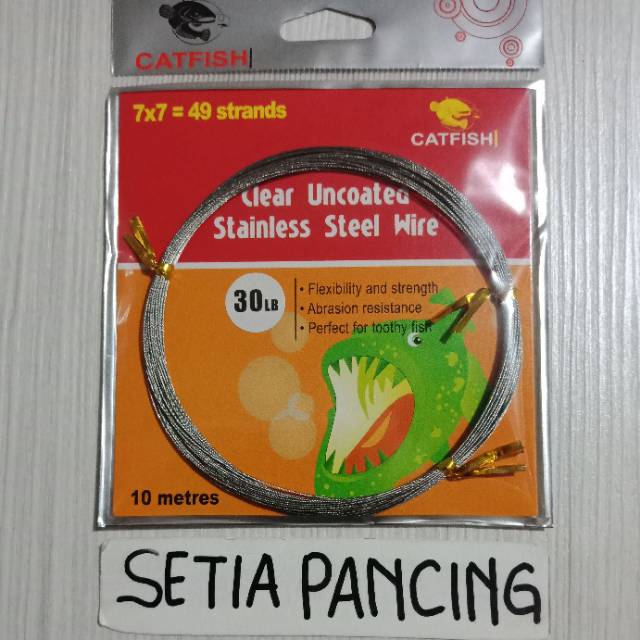 CATFISH
7x7 = 49 strands
CATFISH
Clear Uncoated
Stainless Steel Wire
30LB
• Flexibility and strength
• Abrasion resistance
• Perfect for toothy fish
10 metres
SETIA PANCING